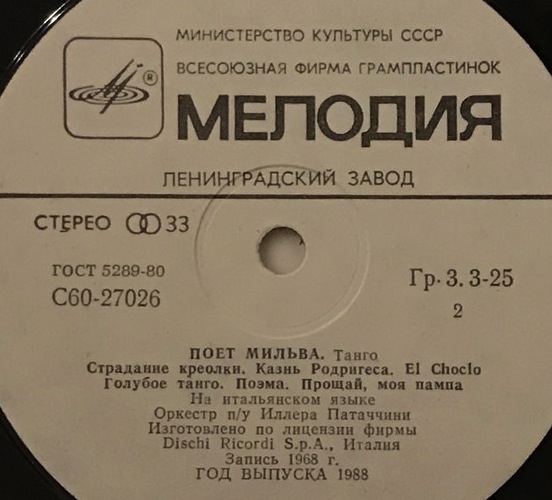 МИНИСТЕРСТВО КУЛЬТУРЫ СССР
ВСЕСОЮЗНАЯ ФИРМА ГРАМПЛАСТИНОК
®
МЕЛОДИЯ
ЛЕНИНГРАДСКИЙ ЗАВОД
СТЕРЕО 33
ГОСТ 5289-80
С60-27026
Гр. 3. 3-25
2
ПОЕТ МИЛЬВА. Танго
Страдание креолки. Казнь Родригеса. El Choclo
Голубое танго. Поэма. Прощай, моя пампа
На итальянском языке
Оркестр п/у Иллера Патаччини
Изготовлено по лицензии фирмы
Dischi Ricordi S.p.A., Италия
Запись 1968 г.
ГОД ВЫПУСКА 1988